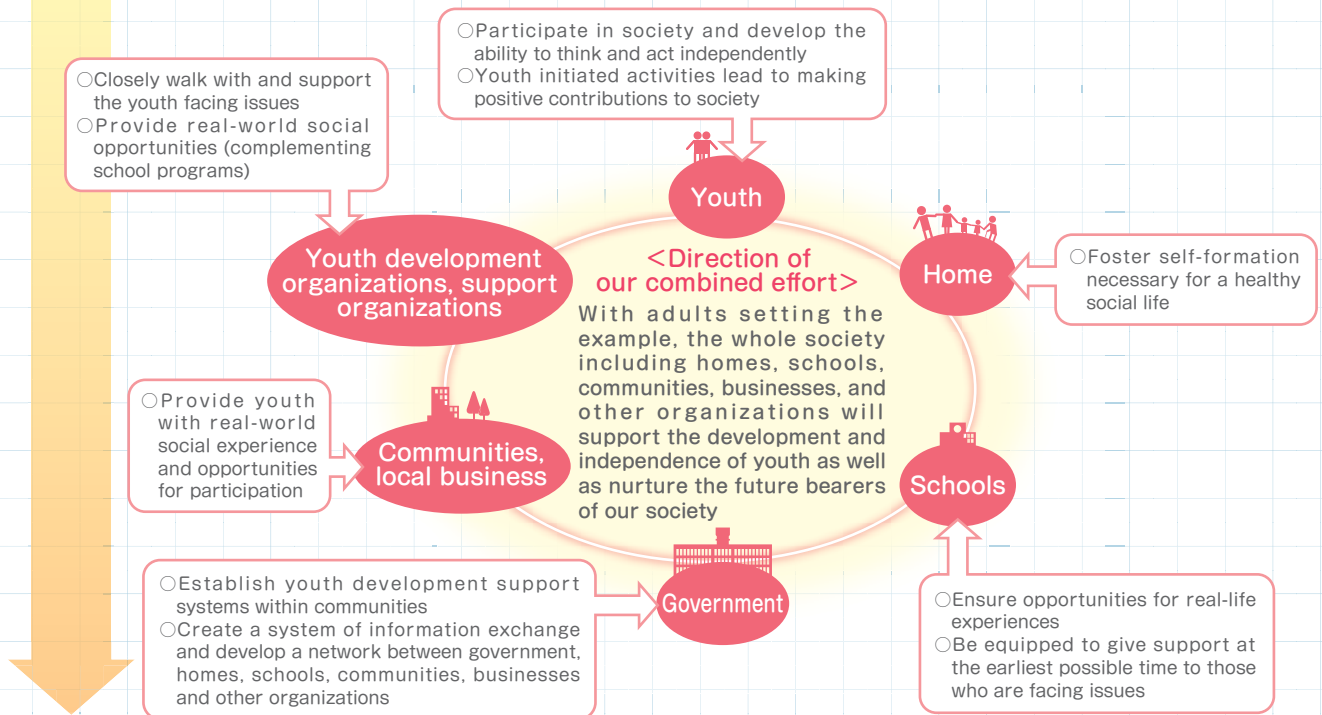 ○Participate in society and develop the
ability to think and act independently
○Youth initiated activities lead to making
positive contributions to society
○Closely walk with and support
the youth facing issues
○Provide real-world social
opportunities (complementing
school programs)
Youth
Youth development
organizations, support
organizations
Home
○Foster self-formation
necessary for a healthy
social life
<Direction of
our combined effort>
With adults setting the
example, the whole society
including homes, schools,
communities, businesses, and
other organizations will
support the development and
independence of youth as well
as nurture the future bearers
of our society
○Provide youth
with real-world
social experience
and opportunities
for participation
Communities,
local business
Schools
Government
○Establish youth development support
systems within communities
○Create a system of information exchange
and develop a network between government,
homes, schools, communities, businesses
and other organizations
○Ensure opportunities for real-life
experiences
○Be equipped to give support at
the earliest possible time to those
who are facing issues